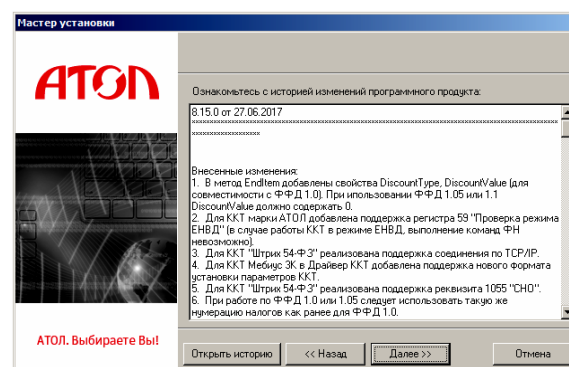 Мастер установки
АТОЛ
Ознакомьтесь с историей изменений программного продукта:
8.15.0 от 27.06.2017
Внесенные изменения:
1. В метод EndItem добавлены свойства DiscountType, DiscountValue (для
совместимости с ФФД 1.0). При ипользовании ФФД 1.05 или 1.1
DiscountValue должно содержать 0.
2. Для ККТ марки АТОЛ добавлена поддержка регистра 59 "Проверка режима
ЕНВД" (в случае работы ККТ в режиме ЕНВД, выполнение команд ФН
невозможно).
3. Для ККТ "Штрих 54-ФЗ" реализована поддержка соединения по TCP/IP.
4. Для ККТ Мебиус 3К в Драйвер ККТ добавлена поддержка нового формата
установки параметров ККТ.
5. Для ККТ "Штрих 54-ФЗ" реализована поддержка реквизита 1055 "СНО".
6. При работе по ФФД 1.0 или 1.05 следует использовать такую же
нумерацию налогов как ранее для ФФД 1.0.
АТОЛ. Выбираете Вы!
Открыть историю
<< Назад
Далее >>
Отмена